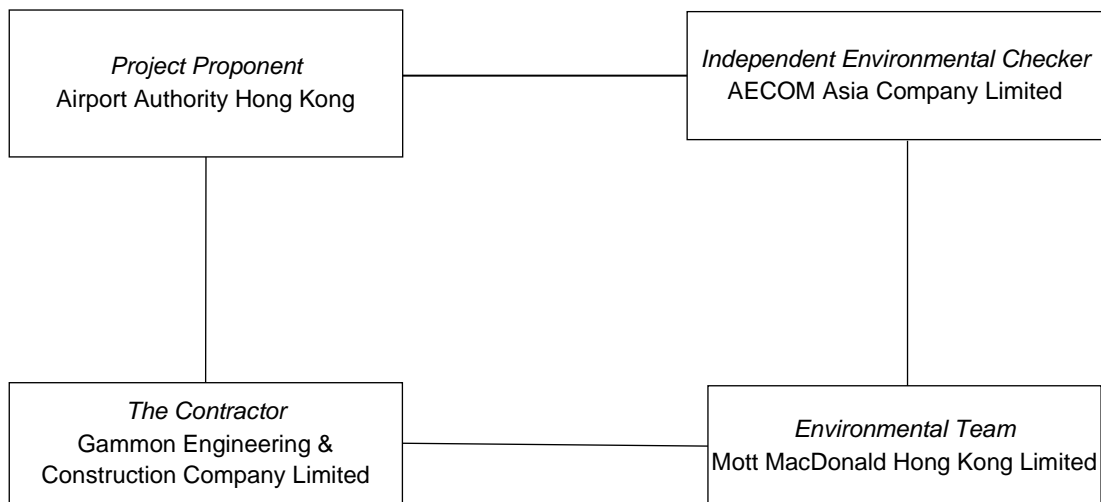 Project Proponent
Airport Authority Hong Kong
Independent Environmental Checker
AECOM Asia Company Limited
The Contractor
Gammon Engineering &
Construction Company Limited
Environmental Team
Mott MacDonald Hong Kong Limited